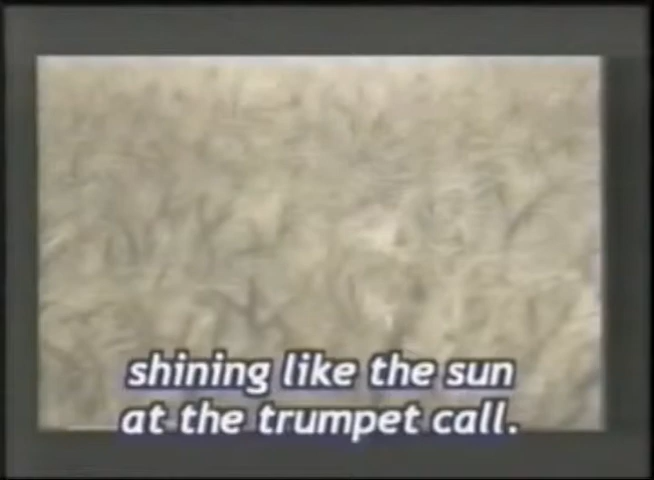 shining like the sun
at the trumpet call.